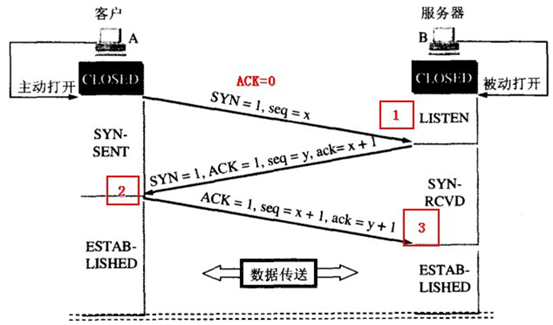 客户
服务器
A
B
CLOSED
CLOSED
主动打开
被动打开
ACK=0
SYN = 1, seq = x
1
LISTEN
SYN-
SENT
SYN = 1, ACK = 1, seq = y, ack= x + 1
2
SYN-
RCVD
ACK = 1, seq = x + 1, ack = y + 1
3
ESTAB-
LISHED
数据传送
ESTAB-
LISHED